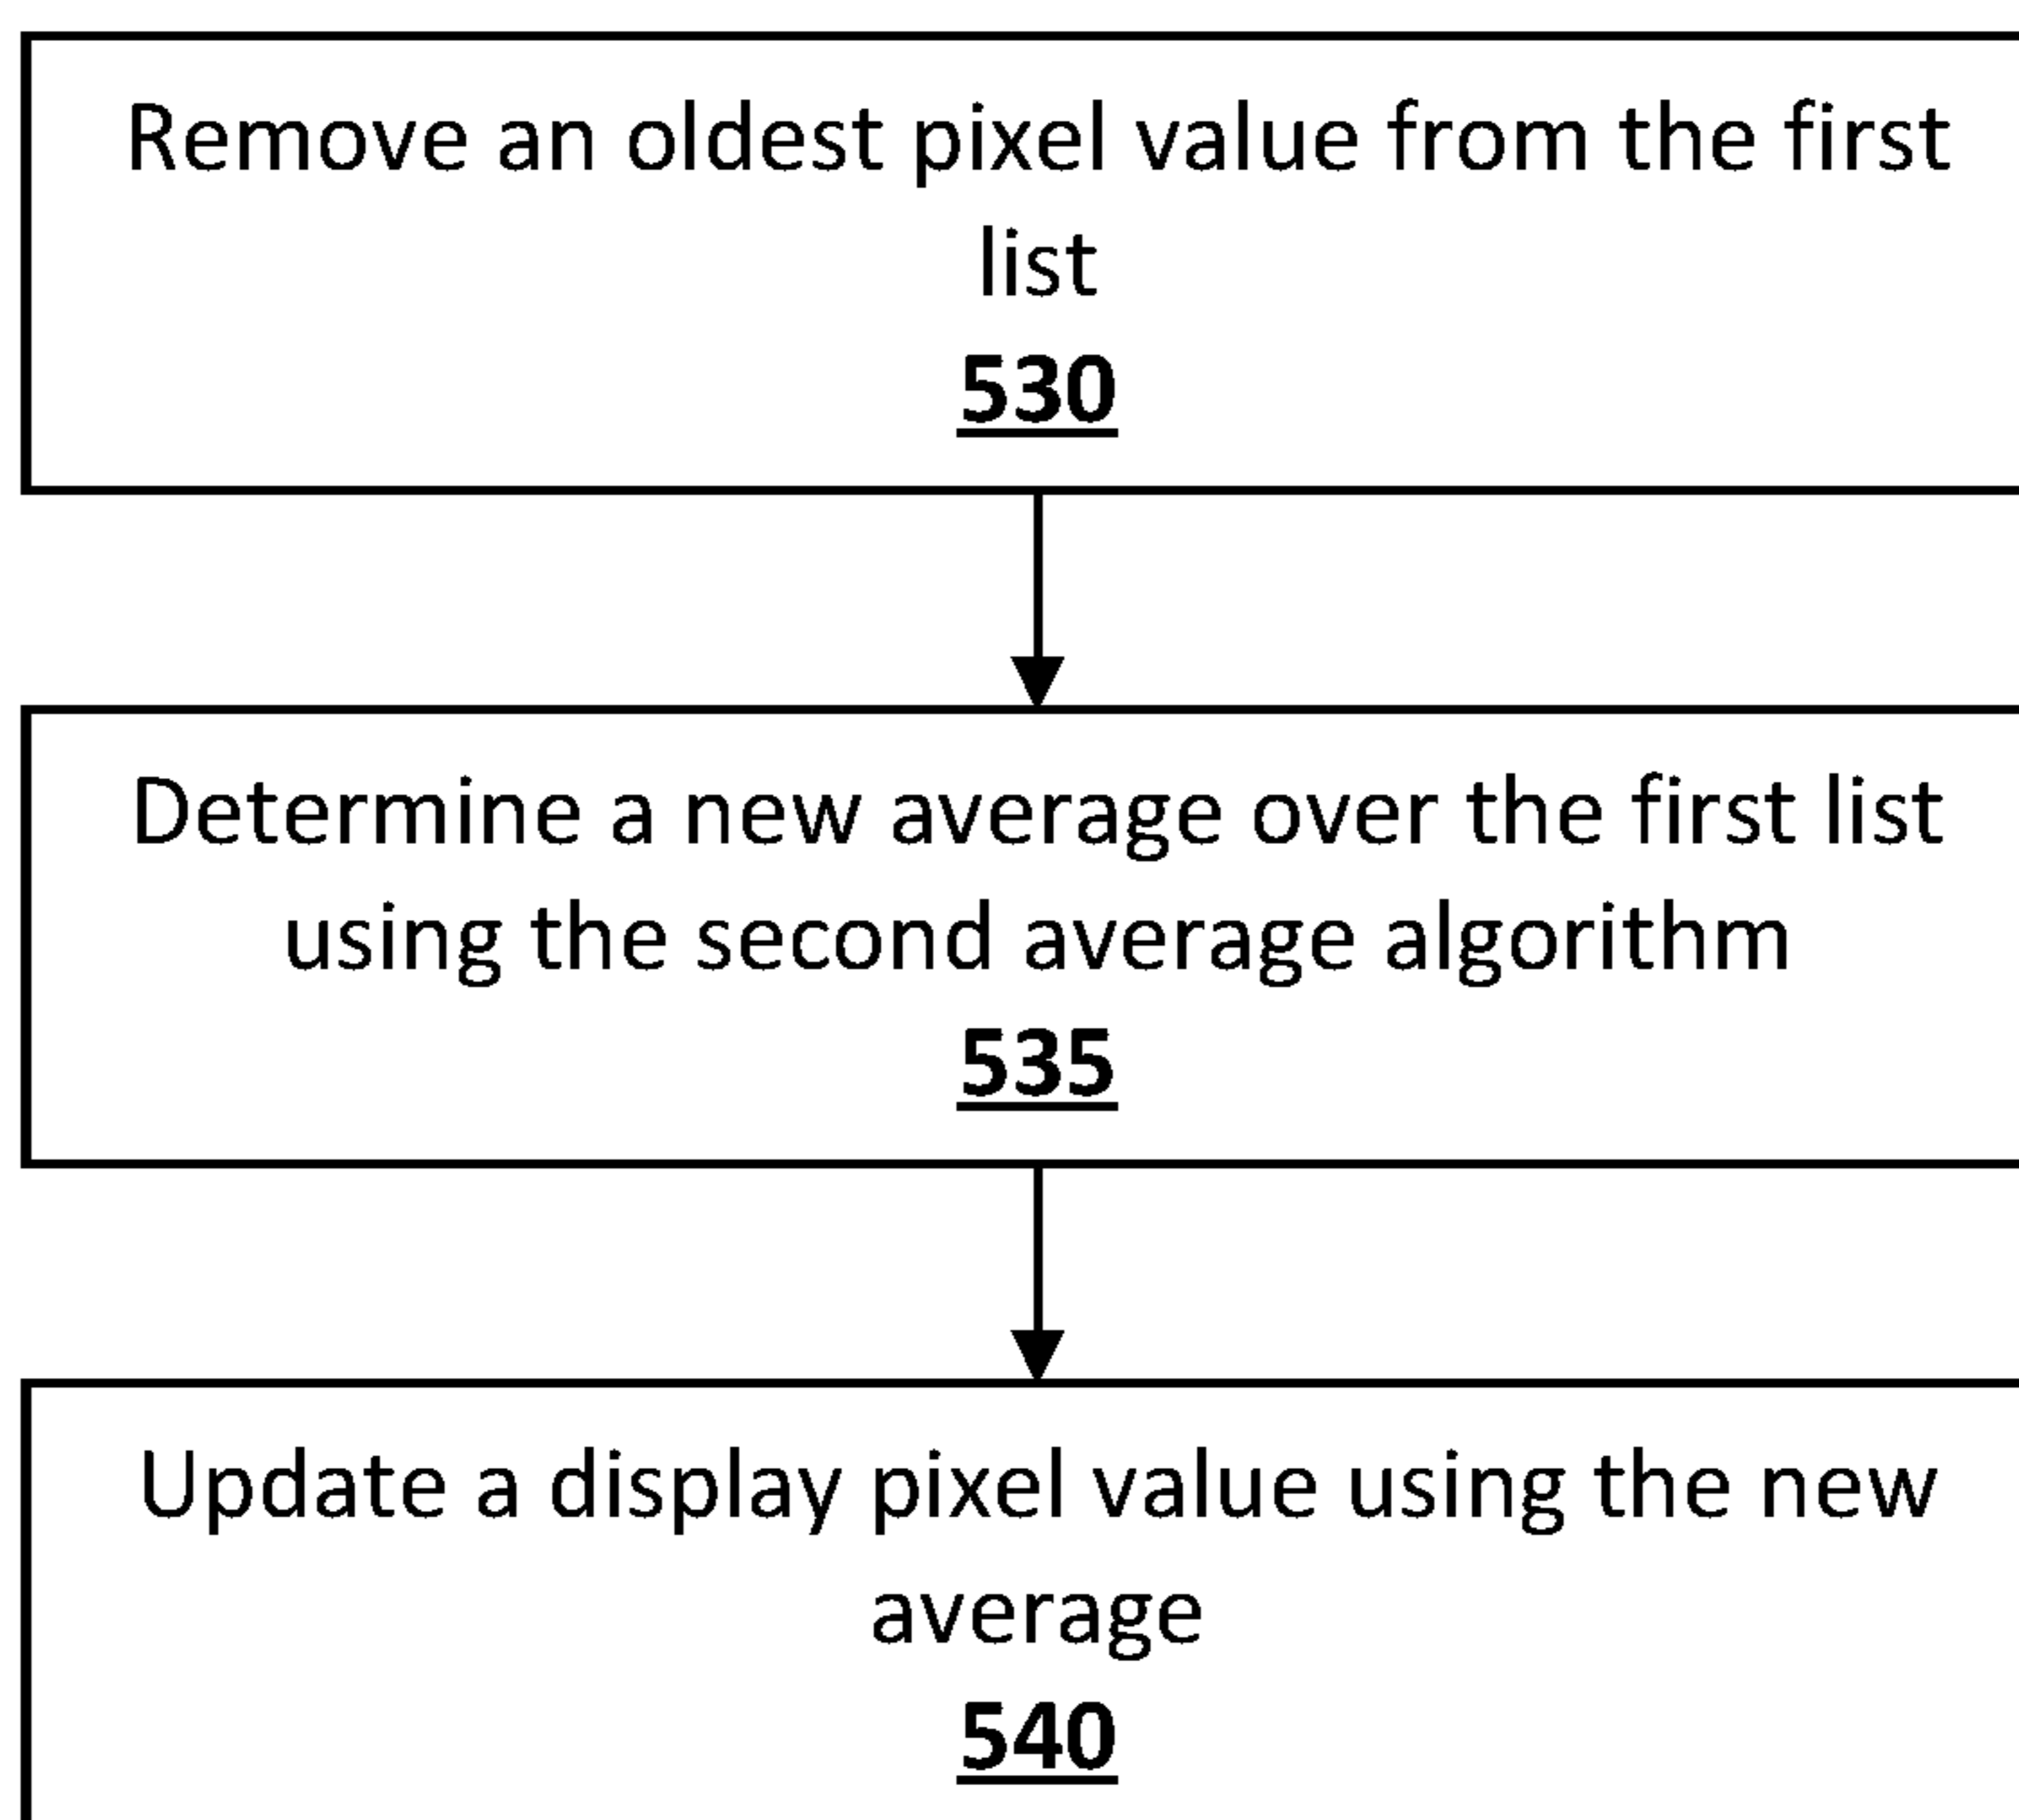 Remove an oldest pixel value from the first
list
530
Determine a new average over the first list
using the second average algorithm
535
Update a display pixel value using the new
average
540